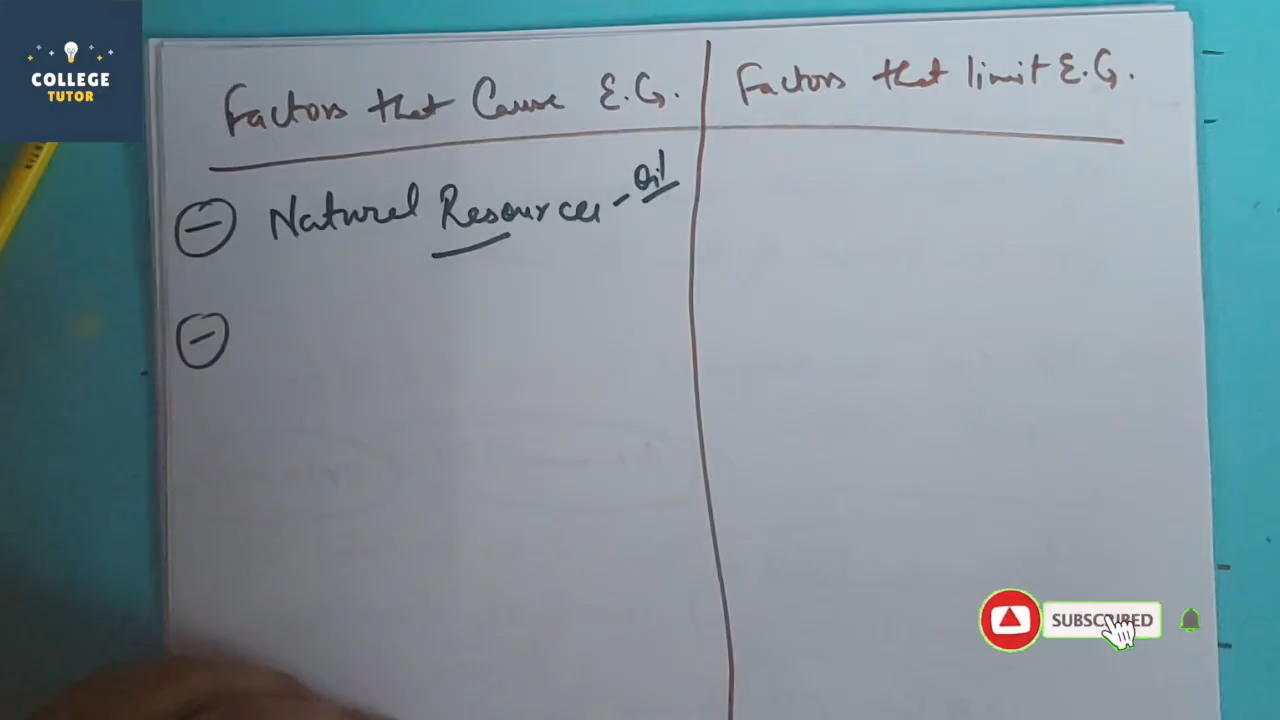 COLLEGE
TUTOR
Factors that Cause E.G.
Factors that limit E.G.
Natural Resources - Oil
SUBSCRIBED